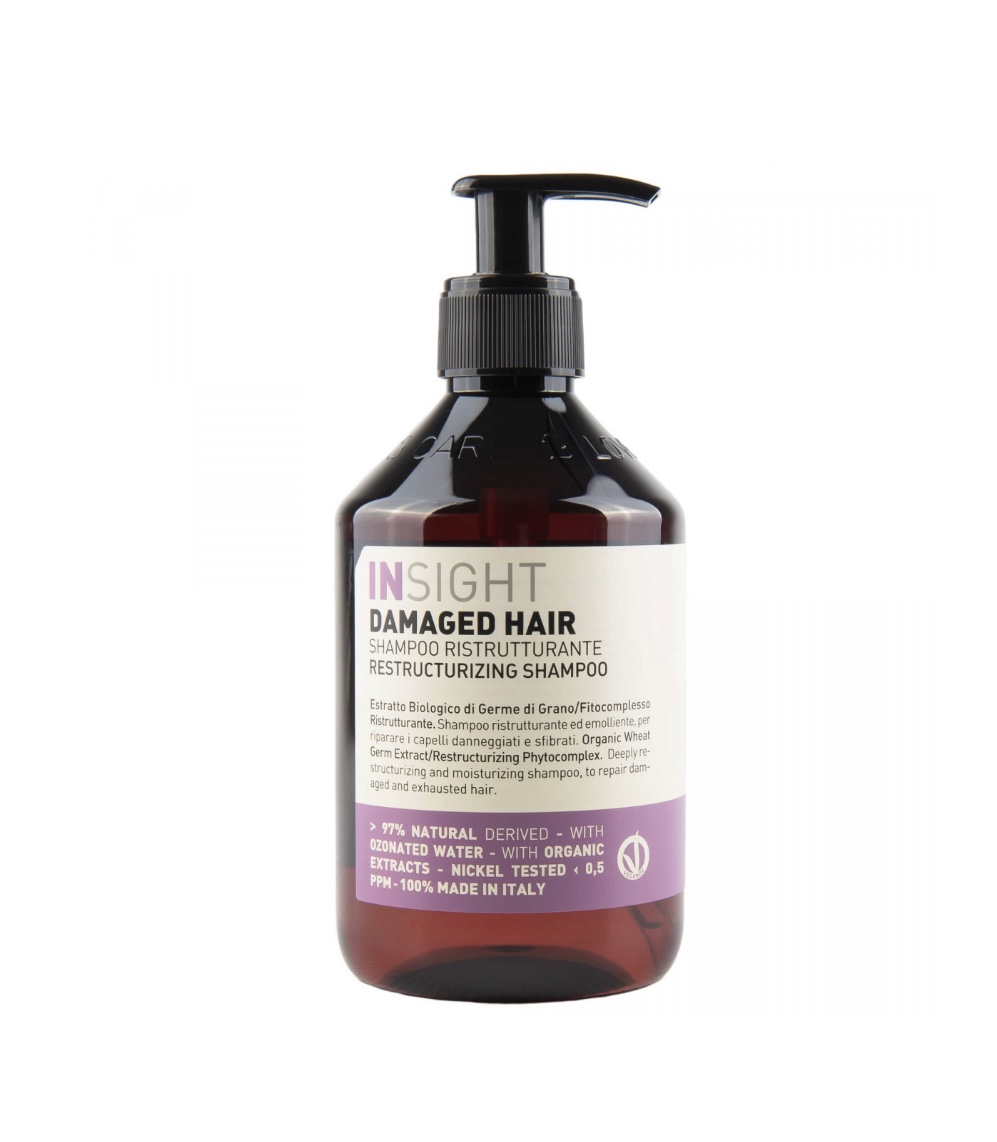 CARE
INSIGHT
DAMAGED HAIR
SHAMPOO RISTRUTTURANTE
RESTRUCTURIZING SHAMPOO
Estratto Biologico di Germe di Grano/Fitocomplesso
Ristrutturante. Shampoo ristrutturante ed emolliente, per
riparare i capelli danneggiati e sfibrati. Organic Wheat
Germ Extract/Restructurizing Phytocomplex. Deeply re-
structurizing and moisturizing shampoo, to repair dam-
aged and exhausted hair.
> 97% NATURAL DERIVED - WITH
OZONATED WATER - WITH ORGANIC
EXTRACTS - NICKEL TESTED < 0,5
PPM - 100% MADE IN ITALY
VEGAN